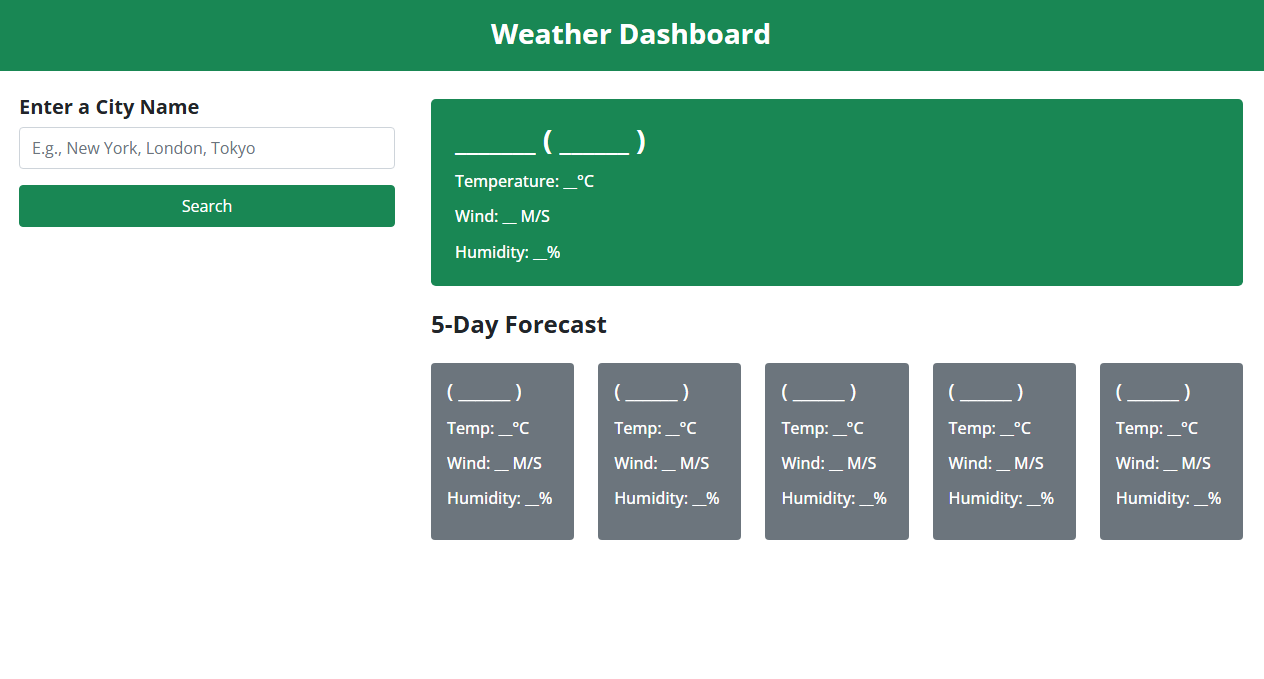 Weather Dashboard
Enter a City Name
E.g., New York, London, Tokyo
Search
________ ( ______ )
Temperature: __°C
Wind: __ M/S
Humidity: __%
5-Day Forecast
( ______ )
Temp: __°C
Wind: __ M/S
Humidity: __%
( ______ )
Temp: __°C
Wind: __ M/S
Humidity: __%
( ______ )
Temp: __°C
Wind: __ M/S
Humidity: __%
( ______ )
Temp: __°C
Wind: __ M/S
Humidity: __%
( ______ )
Temp: __°C
Wind: __ M/S
Humidity: __%